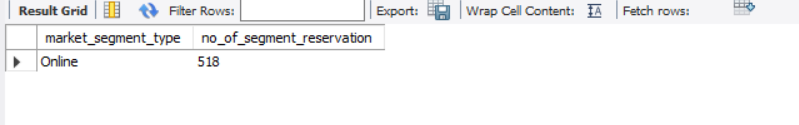 Result Grid Filter Rows: Export: Wrap Cell Content: Fetch rows:
market_segment_type no_of_segment_reservation
Online 518